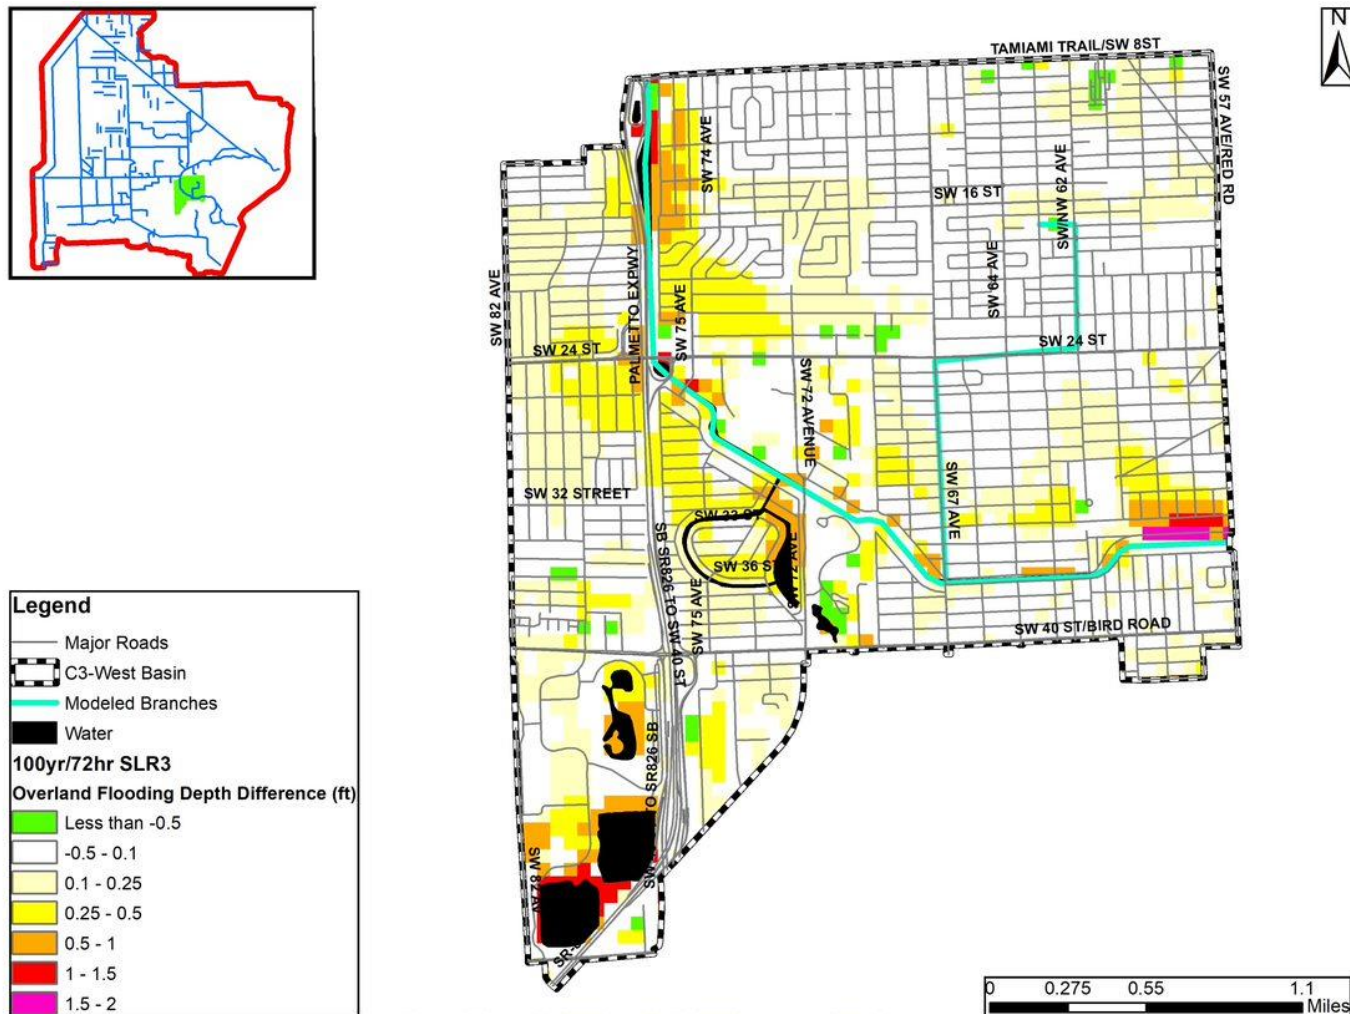 N
TAMIAMI TRAIL/SW 8ST
SW 57 AVE/RED RD
SW 74 AVE
SW 16 ST
SW/NW 62 AVE
SW 64 AVE
SW 82 AVE
PALMETTO EXPWY
SW 75 AVE
SW 24 ST
SW 24 ST
SW 72 AVENUE
SW 67 AVE
SW 32 STREET
SW 33 ST
SW 36 ST
72 AVE
SB SR826 TO SW 40 ST
SW 75 AVE
SW 40 ST/BIRD ROAD
TO SR826 SB
SW 82 AV
Legend
Major Roads
C3-West Basin
Modeled Branches
Water
100yr/72hr SLR3
Overland Flooding Depth Difference (ft)
Less than -0.5
-0.5 - 0.1
0.1 - 0.25
0.25 - 0.5
0.5 - 1
1 - 1.5
1.5 - 2
0 0.275 0.55 1.1
Miles